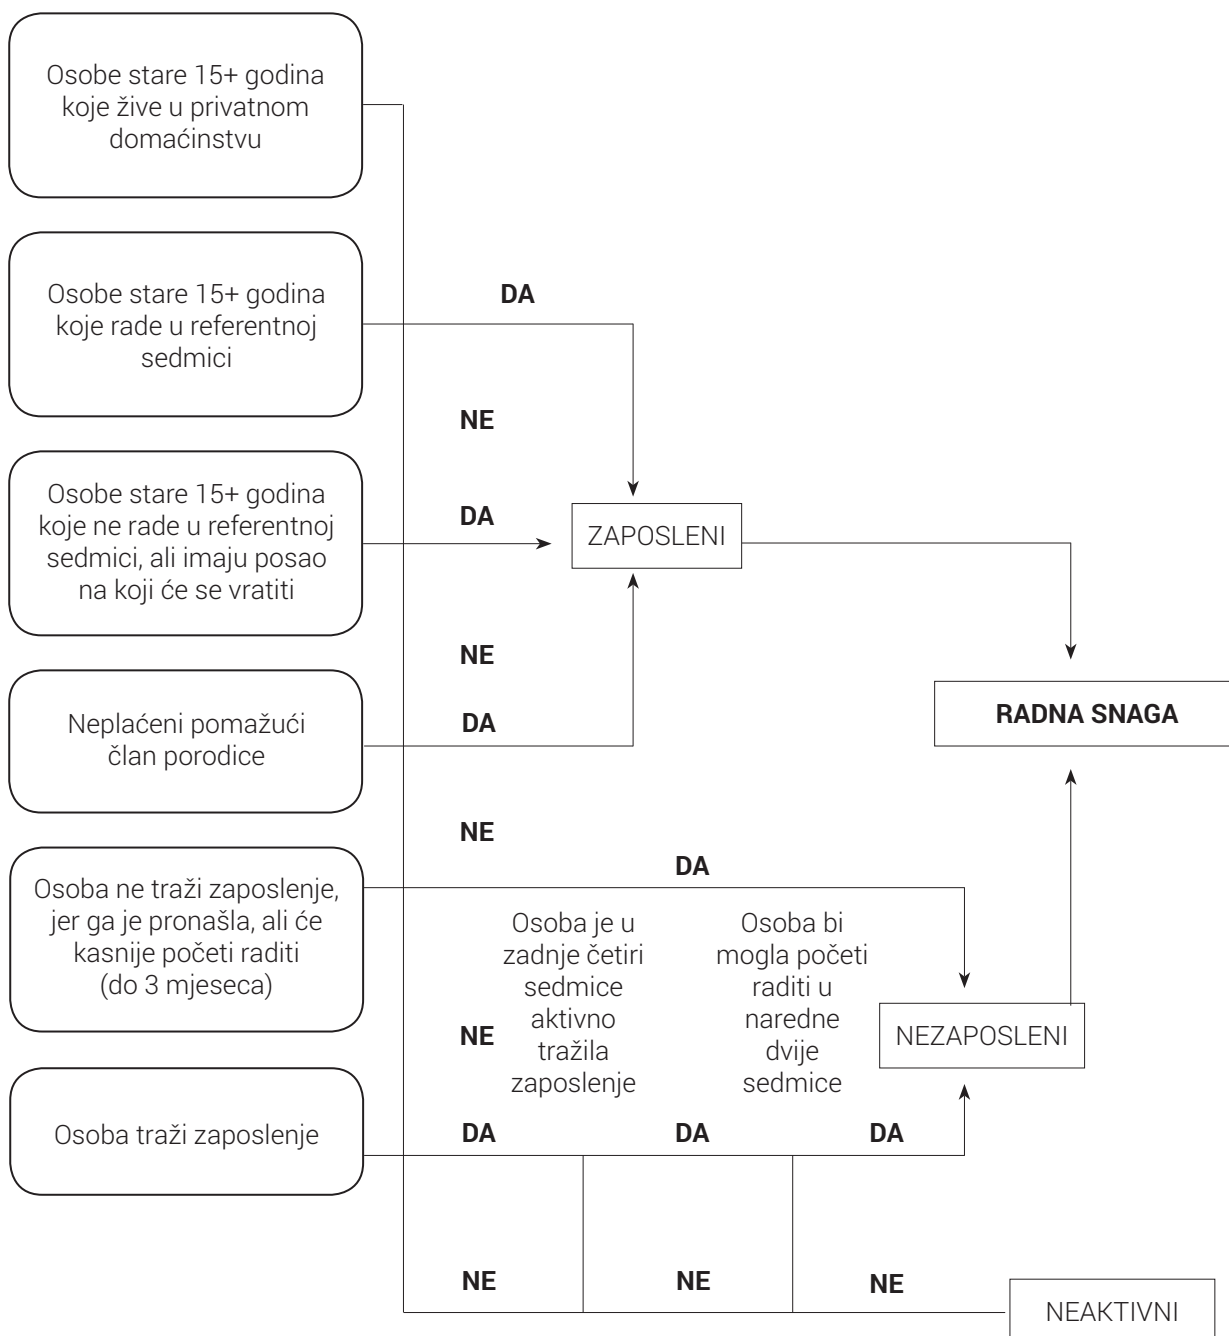 Osobe stare 15+ godina
koje žive u privatnom
domaćinstvu
Osobe stare 15+ godina
koje rade u referentnoj
sedmici
DA
NE
Osobe stare 15+ godina
koje ne rade u referentnoj
sedmici, ali imaju posao
na koji će se vratiti
DA
ZAPOSLENI
NE
Neplaćeni pomažući
član porodice
DA
RADNA SNAGA
NE
Osoba ne traži zaposlenje,
jer ga je pronašla, ali će
kasnije početi raditi
(do 3 mjeseca)
DA
Osoba je u
zadnje četiri
sedmice
aktivno
tražila
zaposlenje
Osoba bi
mogla početi
raditi u
naredne
dvije
sedmice
NE
NEZAPOSLENI
Osoba traži zaposlenje
DA
DA
DA
NE
NE
NE
NEAKTIVNI